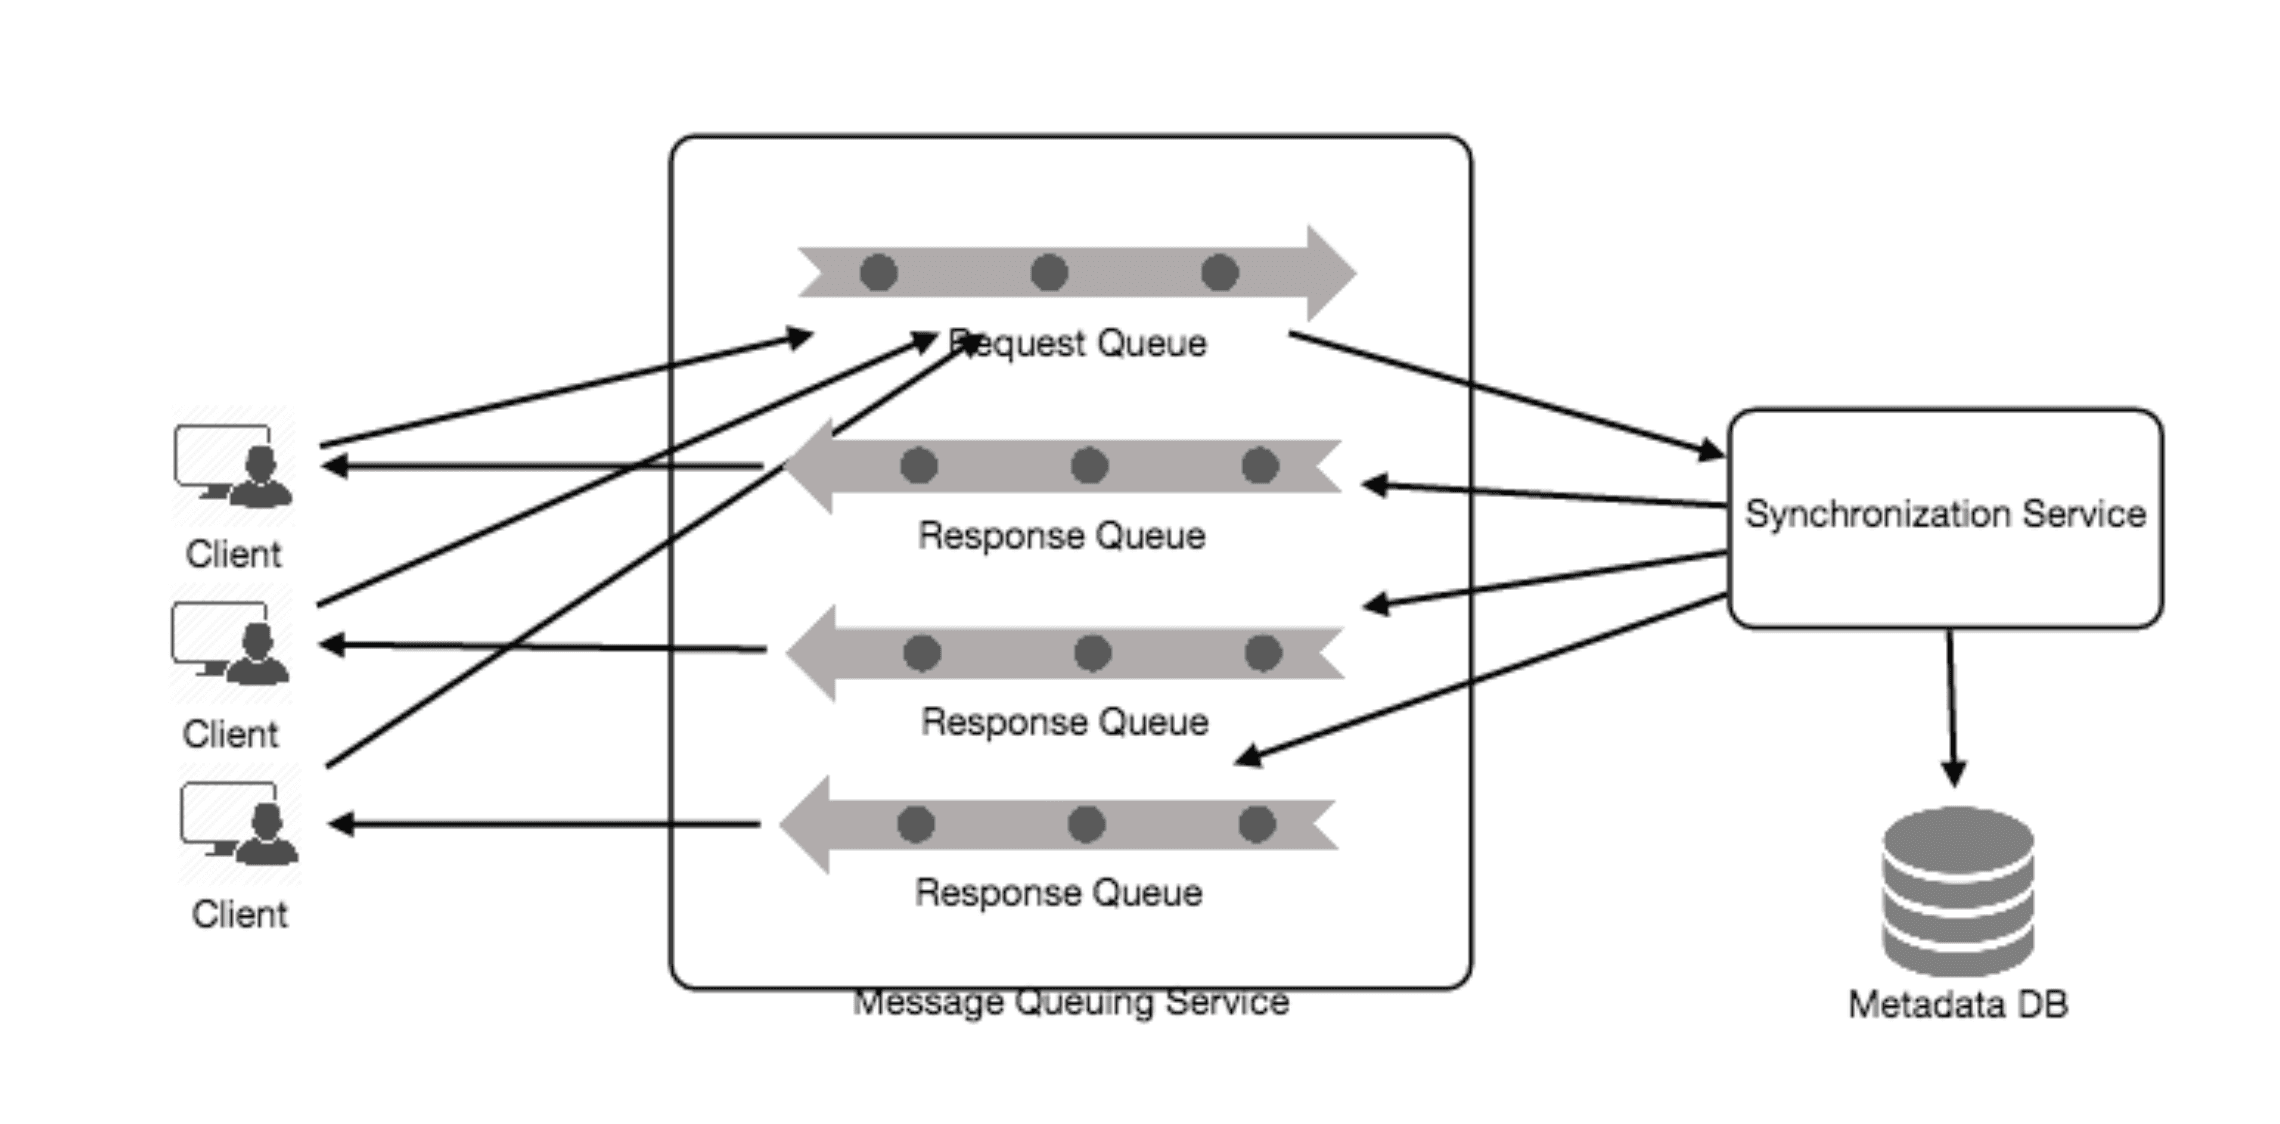 Request Queue
Client
Response Queue
Synchronization Service
Client
Response Queue
Client
Response Queue
Message Queuing Service
Metadata DB